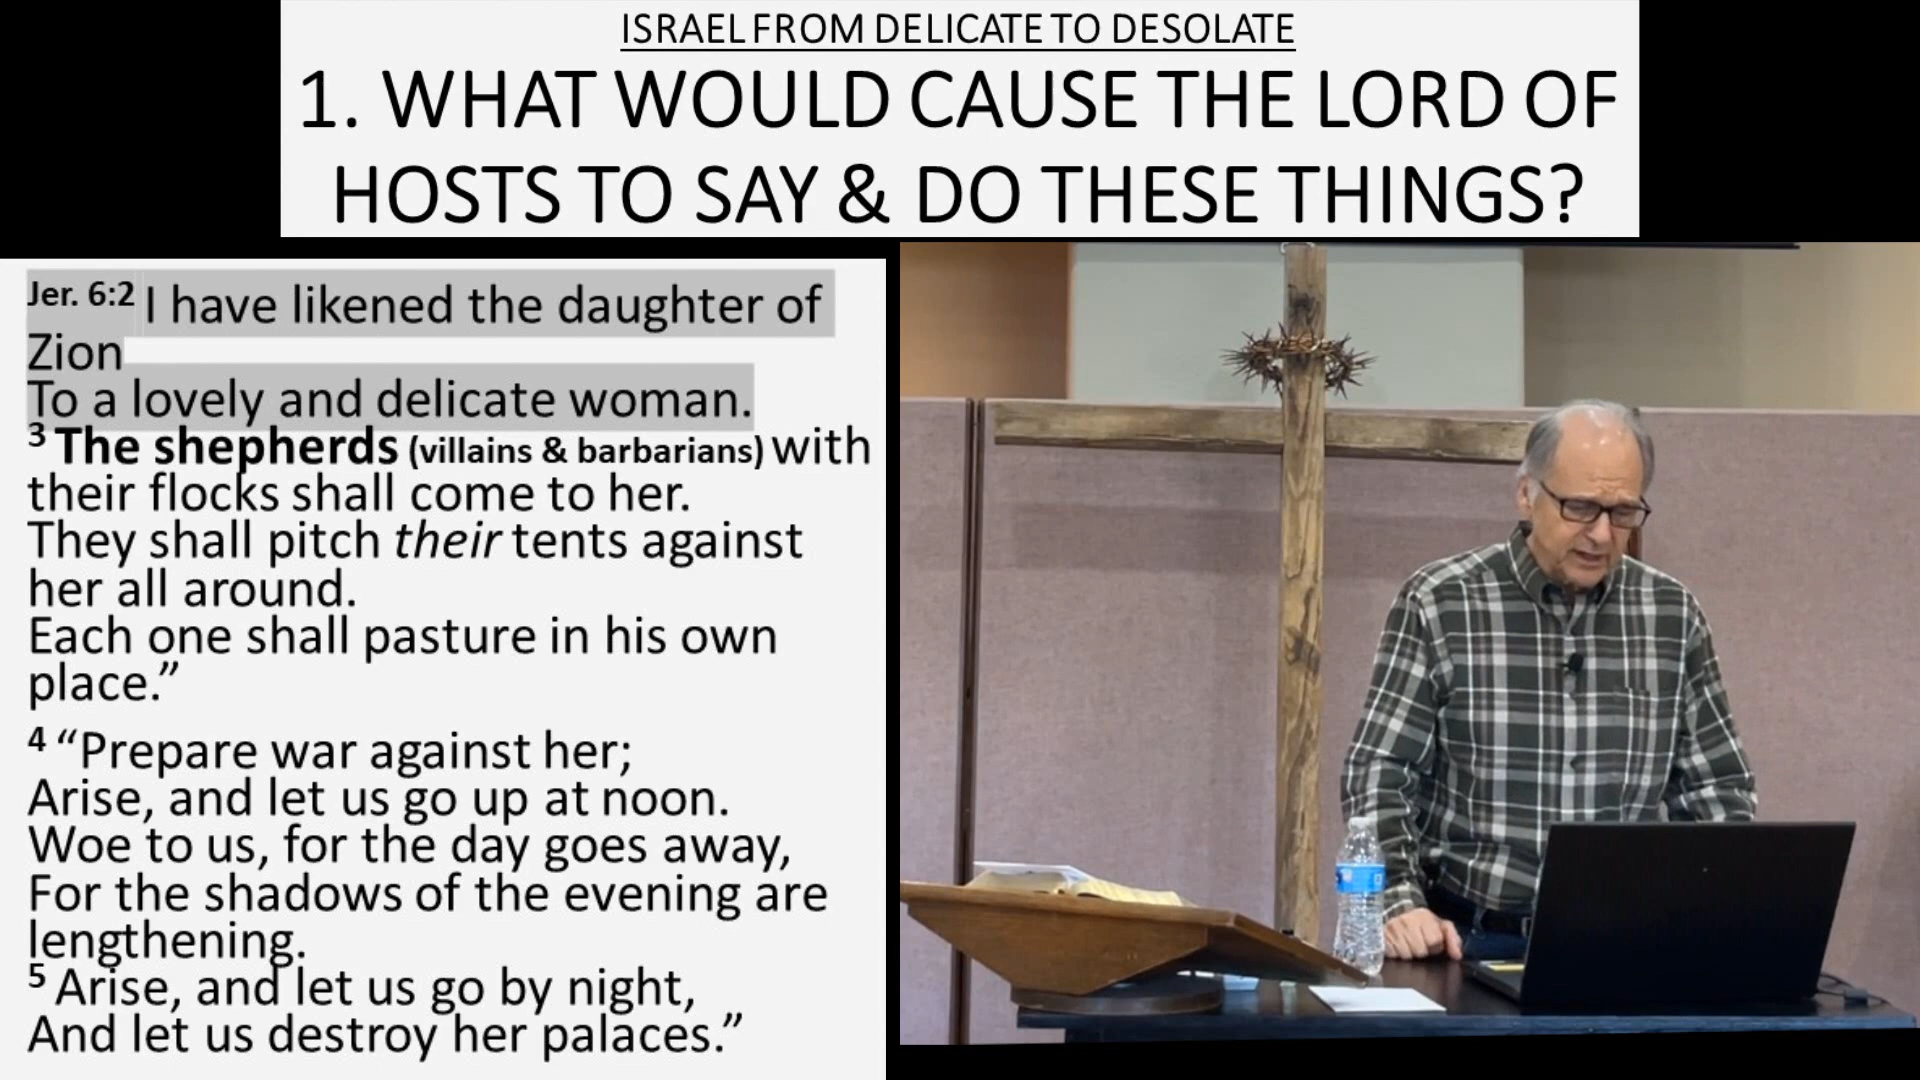 ISRAEL FROM DELICATE TO DESOLATE
1. WHAT WOULD CAUSE THE LORD OF
HOSTS TO SAY & DO THESE THINGS?
Jer. 6:2 I have likened the daughter of
Zion
To a lovely and delicate woman.
3 The shepherds (villains & barbarians) with
their flocks shall come to her.
They shall pitch their tents against
her all around.
Each one shall pasture in his own
place.”
4 “Prepare war against her;
Arise, and let us go up at noon.
Woe to us, for the day goes away,
For the shadows of the evening are
lengthening.
5 Arise, and let us go by night,
And let us destroy her palaces.”